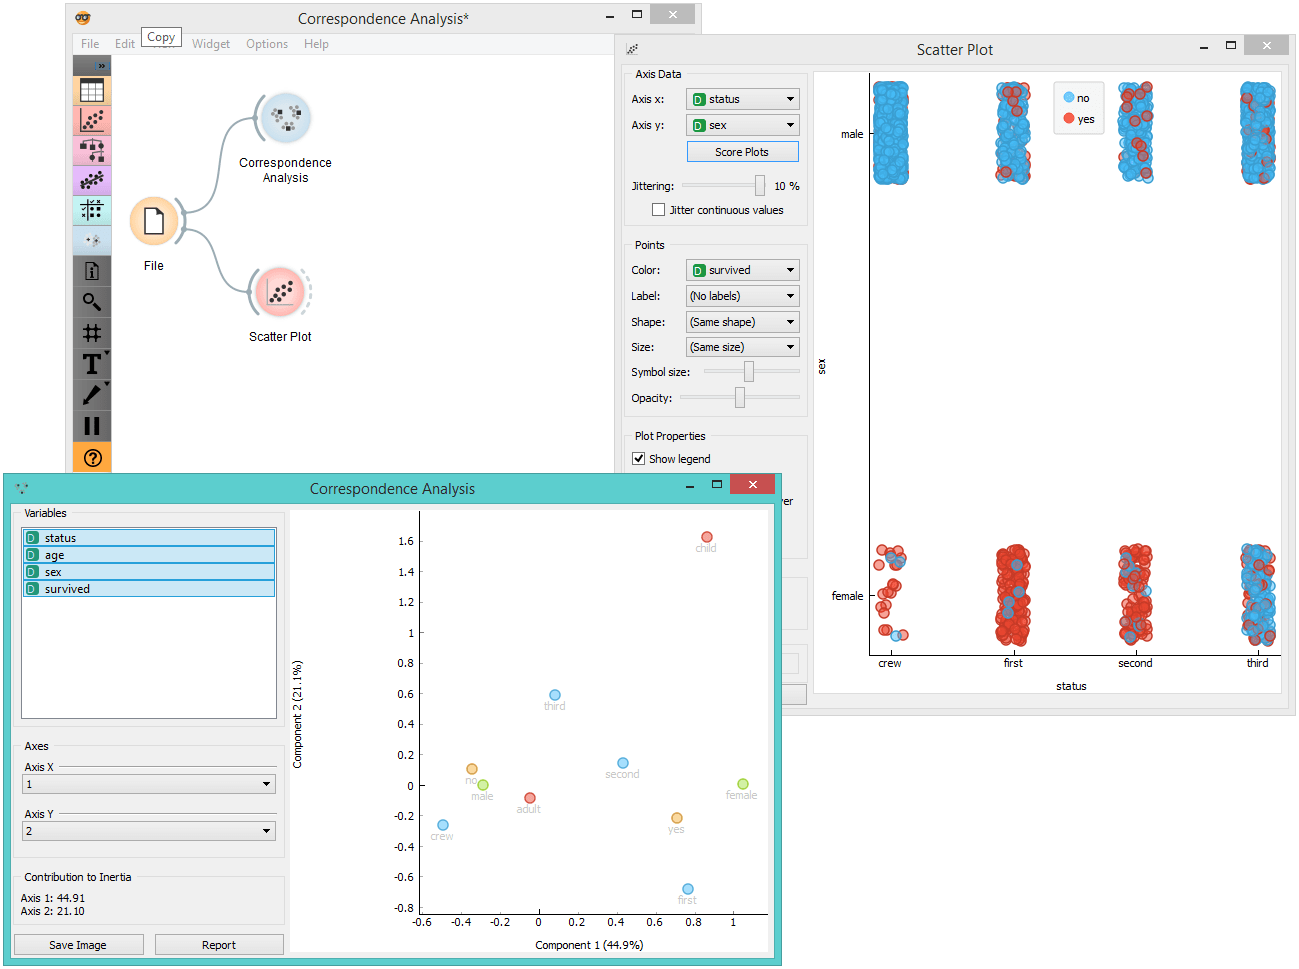 Correspondence Analysis*
File Edit Widget Options Help
Copy
»
Correspondence
Analysis
File
Scatter Plot
Scatter Plot
Axis Data
Axis x: D status
Axis y: D sex
Score Plots
Jittering: 10 %
Jitter continuous values
Points
Color: D survived
Label: (No labels)
Shape: (Same shape)
Size: (Same size)
Symbol size:
Opacity:
Plot Properties
Show legend
no
yes
male
female
sex
crew first second third
status
Correspondence Analysis
Variables
D status
D age
D sex
D survived
Axes
Axis X
1
Axis Y
2
Contribution to Inertia
Axis 1: 44.91
Axis 2: 21.10
Save Image Report
Component 2 (21.1%)
1.6
1.4
1.2
1
0.8
0.6
0.4
0.2
0
-0.2
-0.4
-0.6
-0.8
child
third
second
no
male
female
adult
yes
crew
first
-0.6 -0.4 -0.2 0 0.2 0.4 0.6 0.8 1
Component 1 (44.9%)